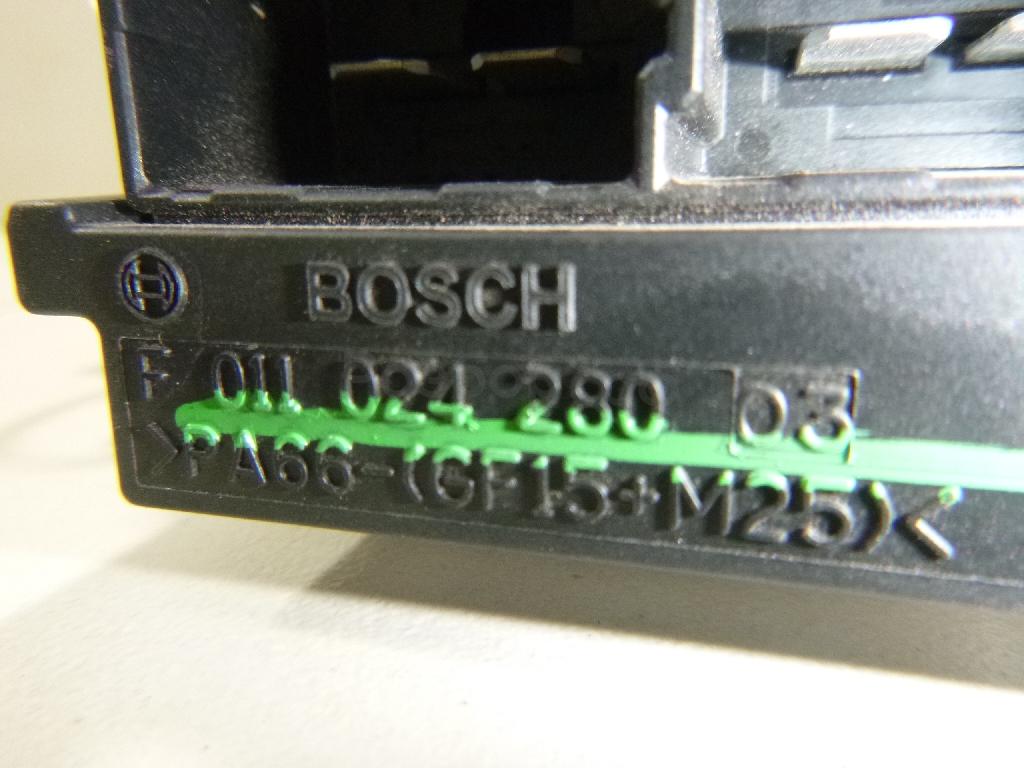 BOSCH
F 011 024 280 03
>PA66-(GF15+M25)<